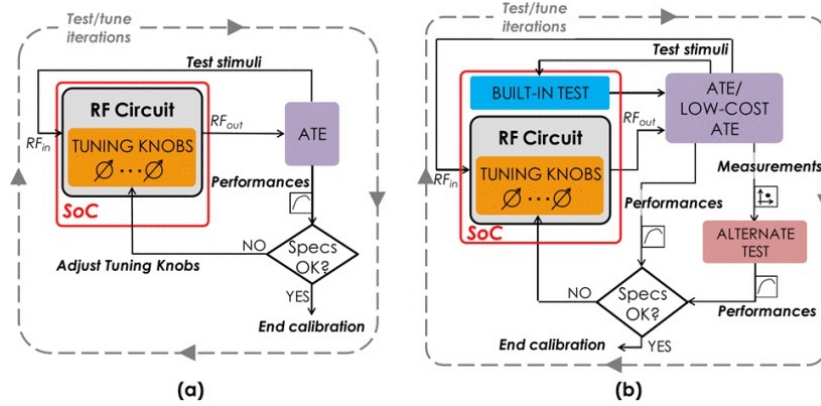 Test/tune
iterations
Test stimuli
RF Circuit
TUNING KNOBS
RFin
RFout
ATE
SoC
Performances
NO
Specs
OK?
Adjust Tuning Knobs
YES
End calibration
(a)
Test/tune
iterations
Test stimuli
BUILT-IN TEST
ATE/
LOW-COST
ATE
RF Circuit
RFout
TUNING KNOBS
RFin
Measurements
SoC
Performances
ALTERNATE
TEST
NO
Specs
OK?
Performances
End calibration
YES
(b)